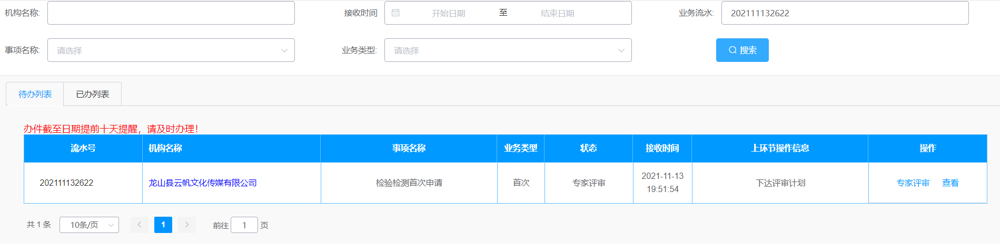 机构名称: 接收时间 开始日期 至 结束日期 业务流水: 202111132622
事项名称: 请选择 业务类型: 请选择 搜索
待办列表 已办列表
办件截至日期提前十天提醒，请及时办理！
流水号 机构名称 事项名称 业务类型 状态 接收时间 上环节操作信息 操作
202111132622 龙山县云帆文化传媒有限公司 检验检测首次申请 首次 专家评审 2021-11-13 19:51:54 下达评审计划 专家评审 查看
共 1 条 10条/页 1 前往 1 页